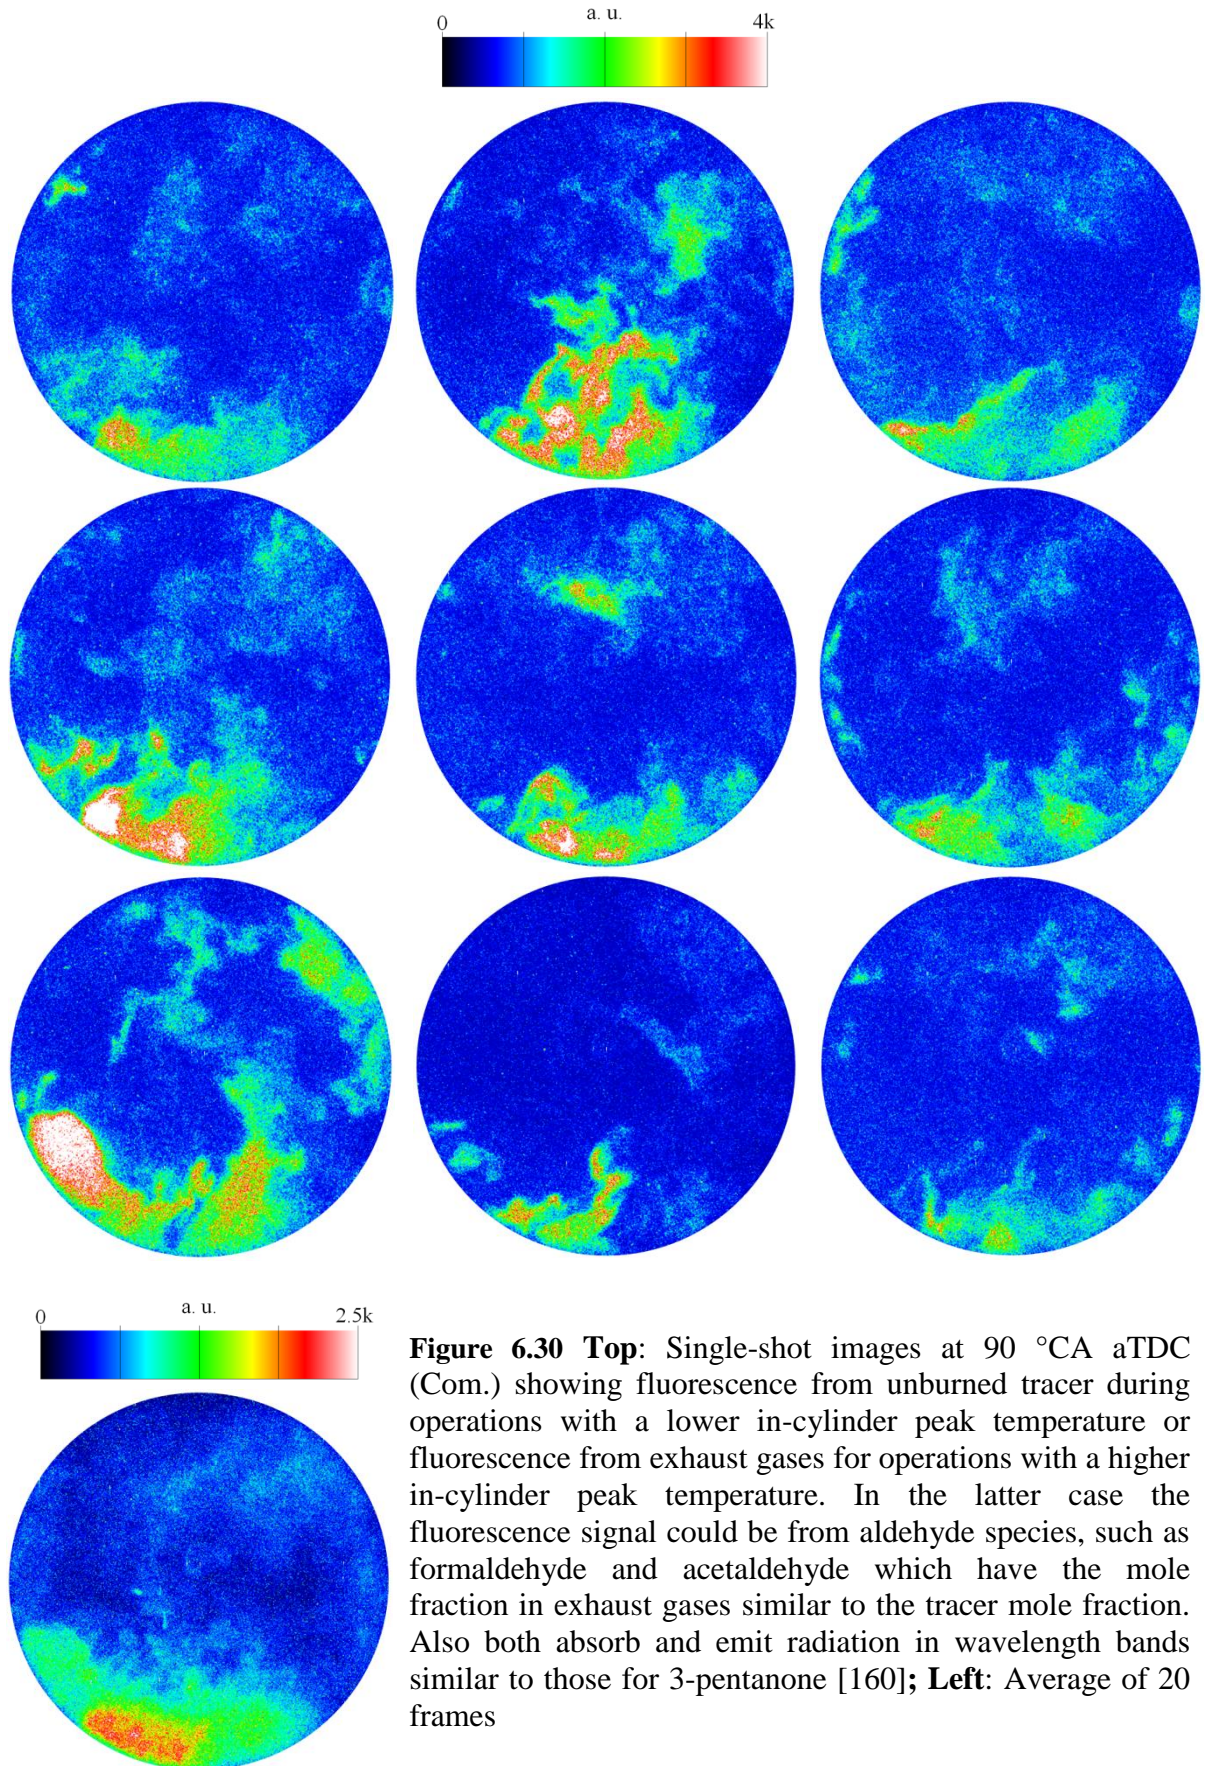 a. u.
0 4k
a. u.
0 2.5k
Figure 6.30 Top: Single-shot images at 90 °CA aTDC
(Com.) showing fluorescence from unburned tracer during
operations with a lower in-cylinder peak temperature or
fluorescence from exhaust gases for operations with a higher
in-cylinder peak temperature. In the latter case the
fluorescence signal could be from aldehyde species, such as
formaldehyde and acetaldehyde which have the mole
fraction in exhaust gases similar to the tracer mole fraction.
Also both absorb and emit radiation in wavelength bands
similar to those for 3-pentanone [160]; Left: Average of 20
frames